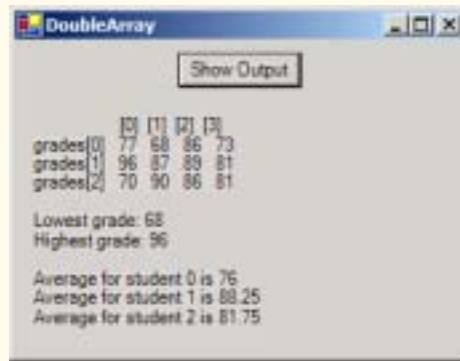 DoubleArray
Show Output
[0] [1] [2] [3]
grades[0] 77 68 86 73
grades[1] 96 87 89 81
grades[2] 70 90 86 81
Lowest grade: 68
Highest grade: 96
Average for student 0 is 76
Average for student 1 is 88.25
Average for student 2 is 81.75